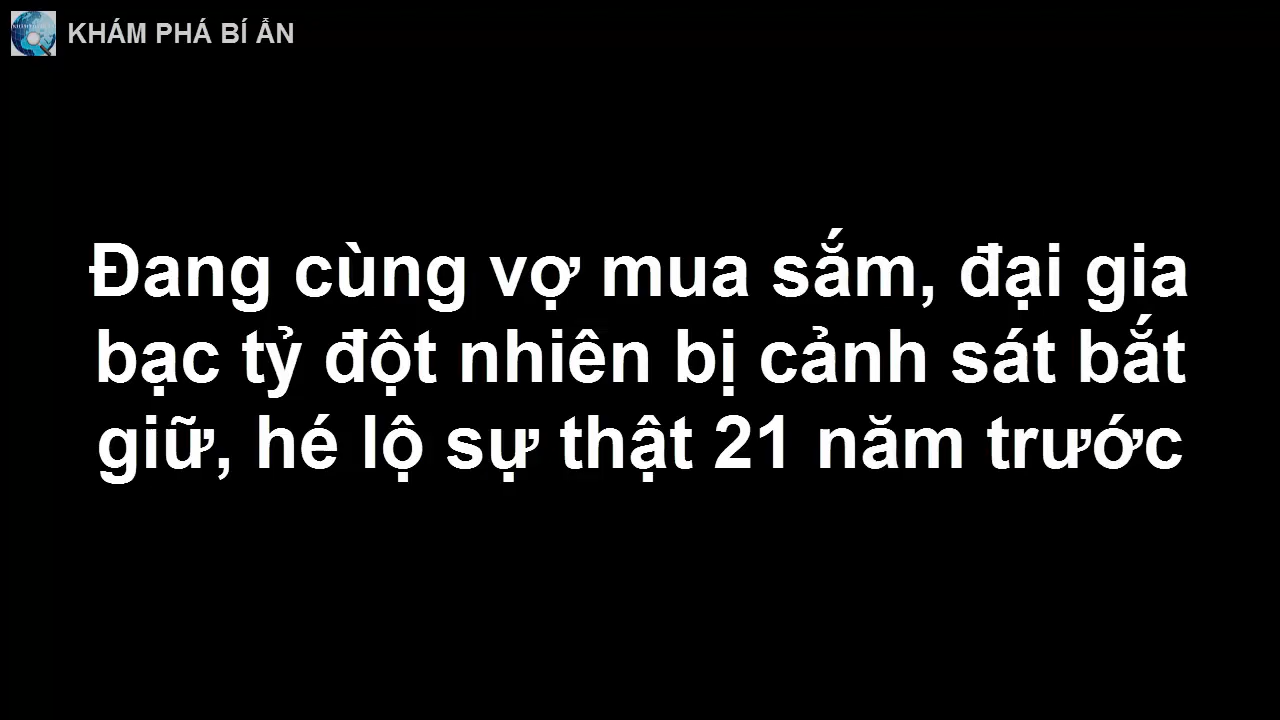 KHÁM PHÁ BÍ ẨN
Đang cùng vợ mua sắm, đại gia
bạc tỷ đột nhiên bị cảnh sát bắt
giữ, hé lộ sự thật 21 năm trước